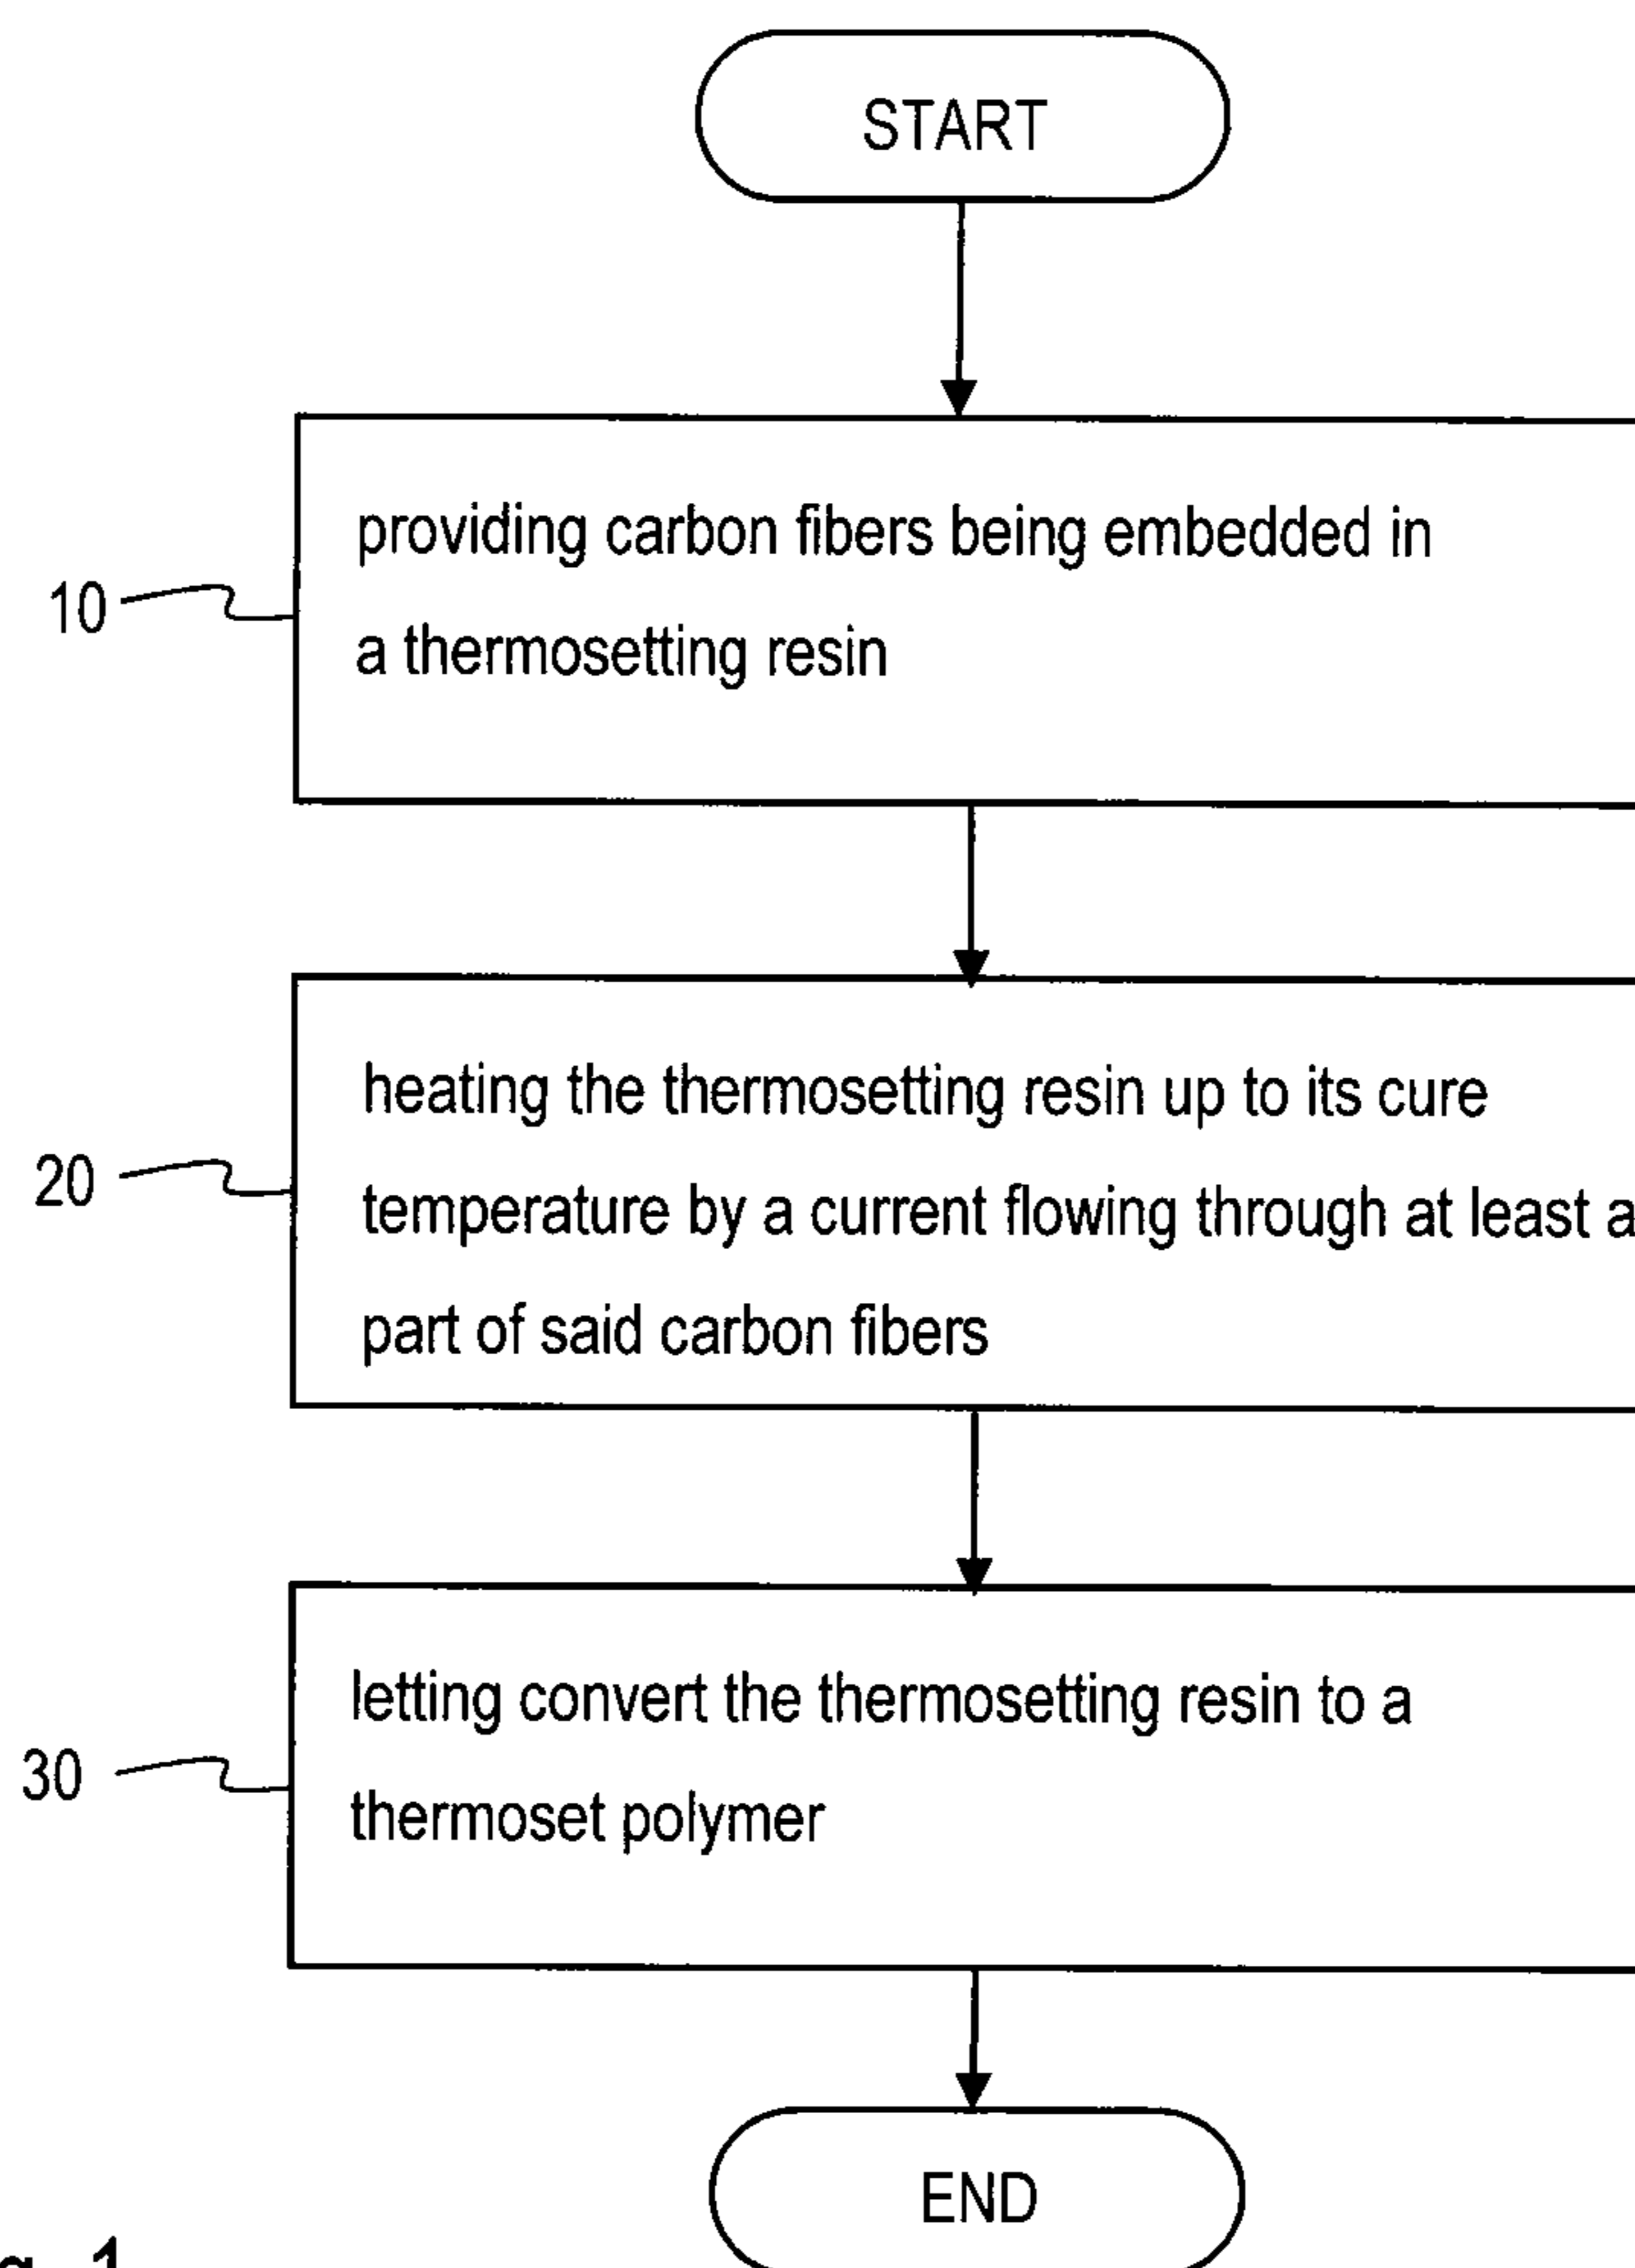 START
10
providing carbon fibers being embedded in
a thermosetting resin
20
heating the thermosetting resin up to its cure
temperature by a current flowing through at least a
part of said carbon fibers
30
letting convert the thermosetting resin to a
thermoset polymer
END
1